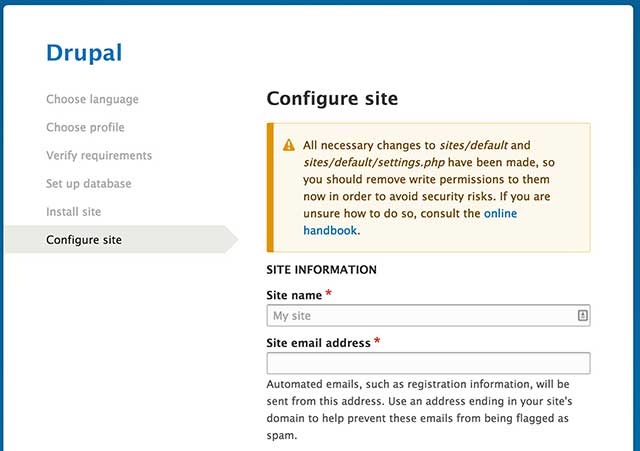 Drupal
Choose language
Choose profile
Verify requirements
Set up database
Install site
Configure site
Configure site
All necessary changes to sites/default and
sites/default/settings.php have been made, so
you should remove write permissions to them
now in order to avoid security risks. If you are
unsure how to do so, consult the online
handbook.
SITE INFORMATION
Site name *
My site
Site email address *
Automated emails, such as registration information, will be
sent from this address. Use an address ending in your site's
domain to help prevent these emails from being flagged as
spam.